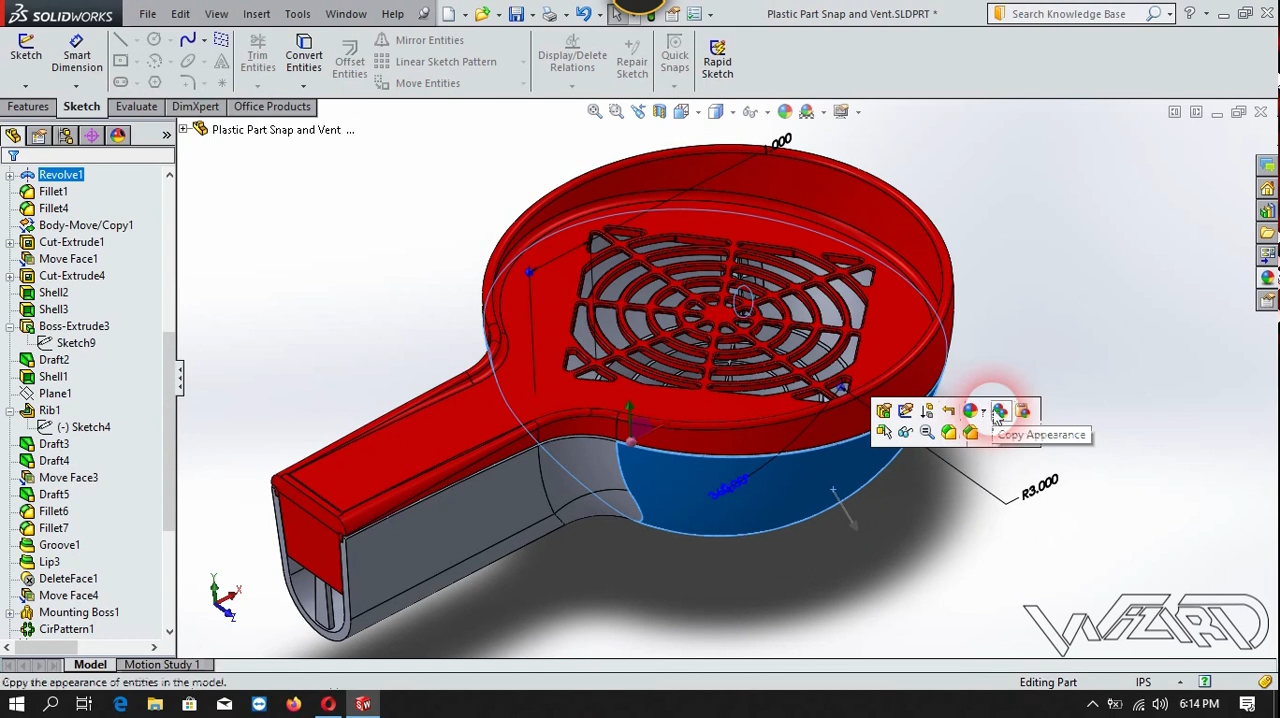 SOLIDWORKS
File Edit View Insert Tools Window Help
Plastic Part Snap and Vent.SLDPRT *
Search Knowledge Base
Sketch
Smart Dimension
Trim Entities
Convert Entities
Offset Entities
Mirror Entities
Linear Sketch Pattern
Move Entities
Display/Delete Relations
Repair Sketch
Quick Snaps
Rapid Sketch
Features Sketch Evaluate DimXpert Office Products
Plastic Part Snap and Vent ...
Revolve1
Fillet1
Fillet4
Body-Move/Copy1
Cut-Extrude1
Move Face1
Cut-Extrude4
Shell2
Shell3
Boss-Extrude3
Sketch9
Draft2
Shell1
Plane1
Rib1
(-) Sketch4
Draft3
Draft4
Move Face3
Draft5
Fillet6
Fillet7
Groove1
Lip3
DeleteFace1
Move Face4
Mounting Boss1
CirPattern1
Copy Appearance
R3.000
WIZARD
Model Motion Study 1
Copy the appearance of entities in the model.
Editing Part IPS
6:14 PM